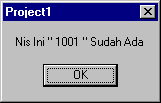 Project1
Nis Ini " 1001 " Sudah Ada
OK